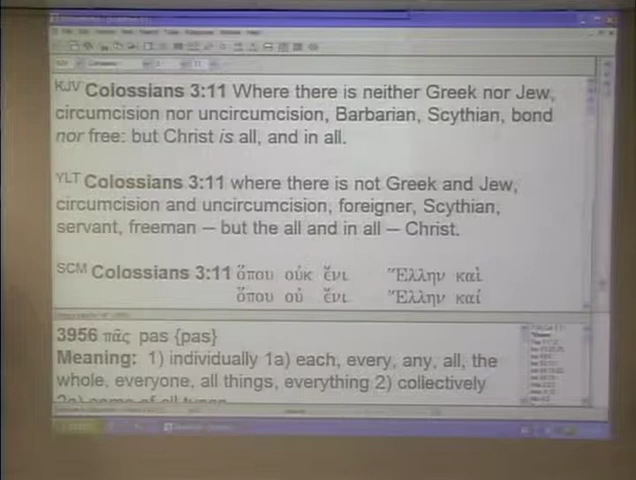 KJV Colossians 3:11 Where there is neither Greek nor Jew,
circumcision nor uncircumcision, Barbarian, Scythian, bond
nor free: but Christ is all, and in all.
YLT Colossians 3:11 where there is not Greek and Jew,
circumcision and uncircumcision, foreigner, Scythian,
servant, freeman — but the all and in all — Christ.
SCM Colossians 3:11 ὅπου οὐκ ἔνι Ἕλλην καὶ
ὅπου οὐ ἔνι Ἕλλην καί
3956 πᾶς pas {pas}
Meaning: 1) individually 1a) each, every, any, all, the
whole, everyone, all things, everything 2) collectively